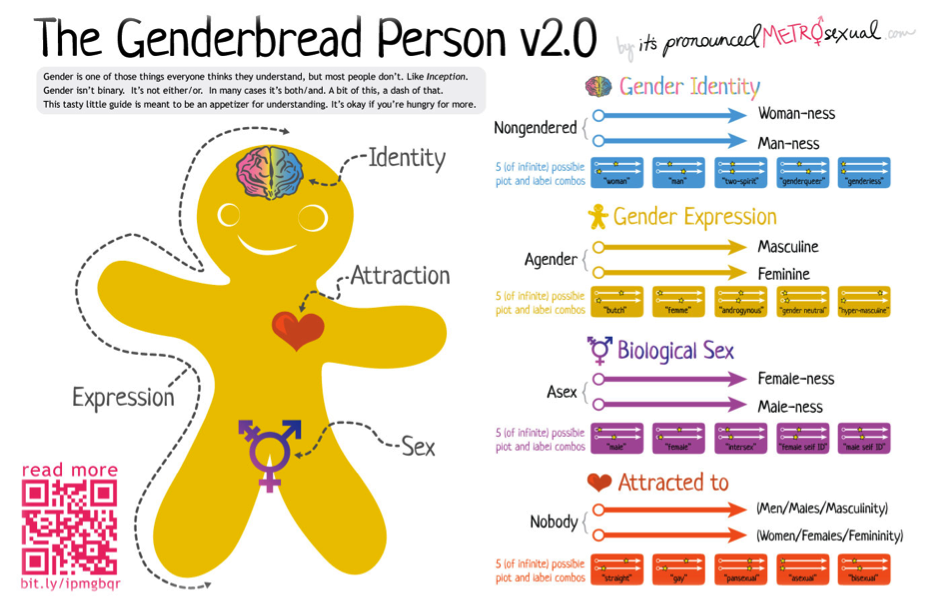 The Genderbread Person v2.0
by it's pronounced METROsexual.com
Gender is one of those things everyone thinks they understand, but most people don't. Like Inception.
Gender isn't binary. It's not either/or. In many cases it's both/and. A bit of this, a dash of that.
This tasty little guide is meant to be an appetizer for understanding. It's okay if you're hungry for more.
Identity
Attraction
Expression
Sex
read more
bit.ly/ipmgbqr
Gender Identity
Nongendered
Woman-ness
Man-ness
5 (of infinite) possible
plot and label combos
"woman"
"man"
"two-spirit"
"genderqueer"
"genderless"
Gender Expression
Agender
Masculine
Feminine
5 (of infinite) possible
plot and label combos
"butch"
"femme"
"androgynous"
"gender neutral"
"hyper-masculine"
Biological Sex
Asex
Female-ness
Male-ness
5 (of infinite) possible
plot and label combos
"male"
"female"
"intersex"
"female self ID"
"male self ID"
Attracted to
Nobody
(Men/Males/Masculinity)
(Women/Females/Femininity)
5 (of infinite) possible
plot and label combos
"straight"
"gay"
"pansexual"
"asexual"
"bisexual"